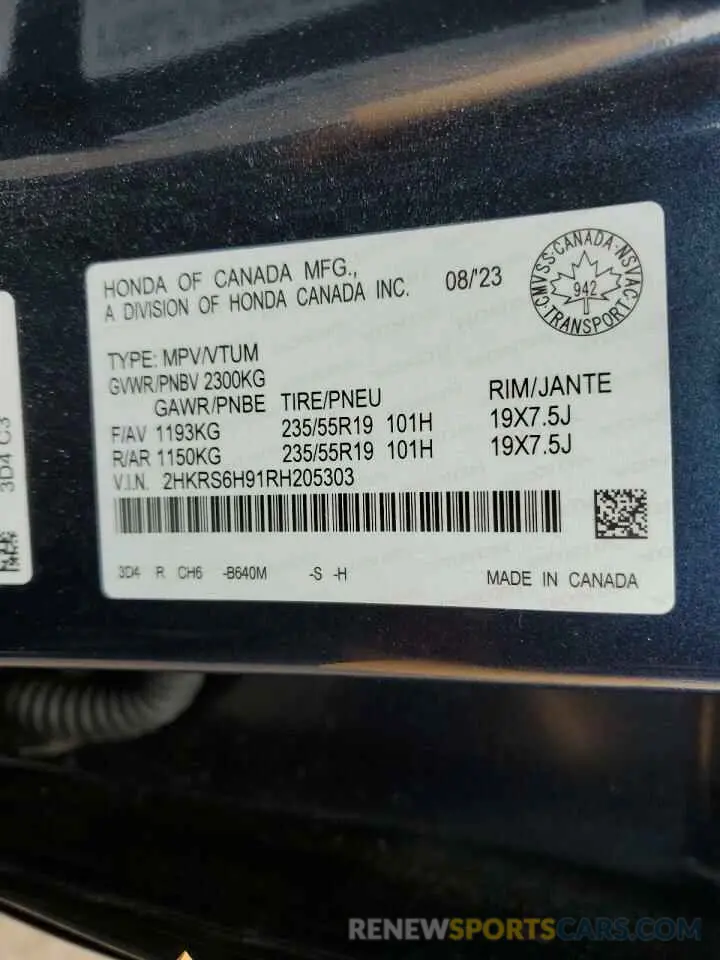 HONDA OF CANADA MFG., 08/'23
A DIVISION OF HONDA CANADA INC.
CMVSS·CANADA·NSVAC
942
TRANSPORT
TYPE: MPV/VTUM
GVWR/PNBV 2300KG
GAWR/PNBE TIRE/PNEU RIM/JANTE
F/AV 1193KG 235/55R19 101H 19X7.5J
R/AR 1150KG 235/55R19 101H 19X7.5J
V.I.N. 2HKRS6H91RH205303
3D4 R CH6 -B640M -S -H MADE IN CANADA
3D4 C3
RENEWSPORTSCARS.COM